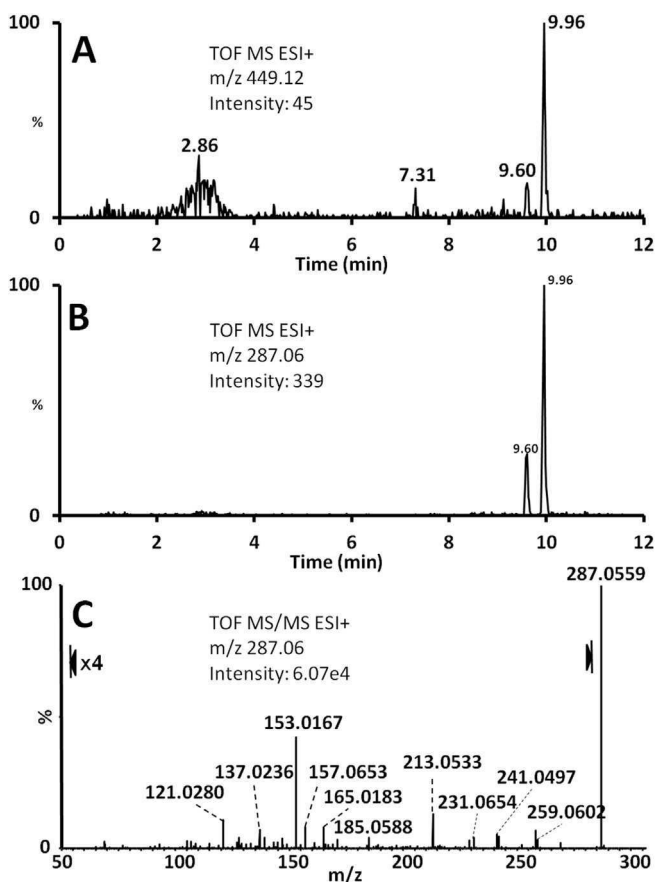 100
A
TOF MS ESI+
m/z 449.12
Intensity: 45
9.96
%
2.86
7.31
9.60
0
0 2 4 6 8 10 12
Time (min)
100
B
TOF MS ESI+
m/z 287.06
Intensity: 339
9.96
%
9.60
0
0 2 4 6 8 10 12
Time (min)
100
C
TOF MS/MS ESI+
m/z 287.06
Intensity: 6.07e4
287.0559
x4
%
153.0167
137.0236
157.0653
213.0533
241.0497
121.0280
165.0183
231.0654
185.0588
259.0602
0
50 100 150 200 250 300
m/z